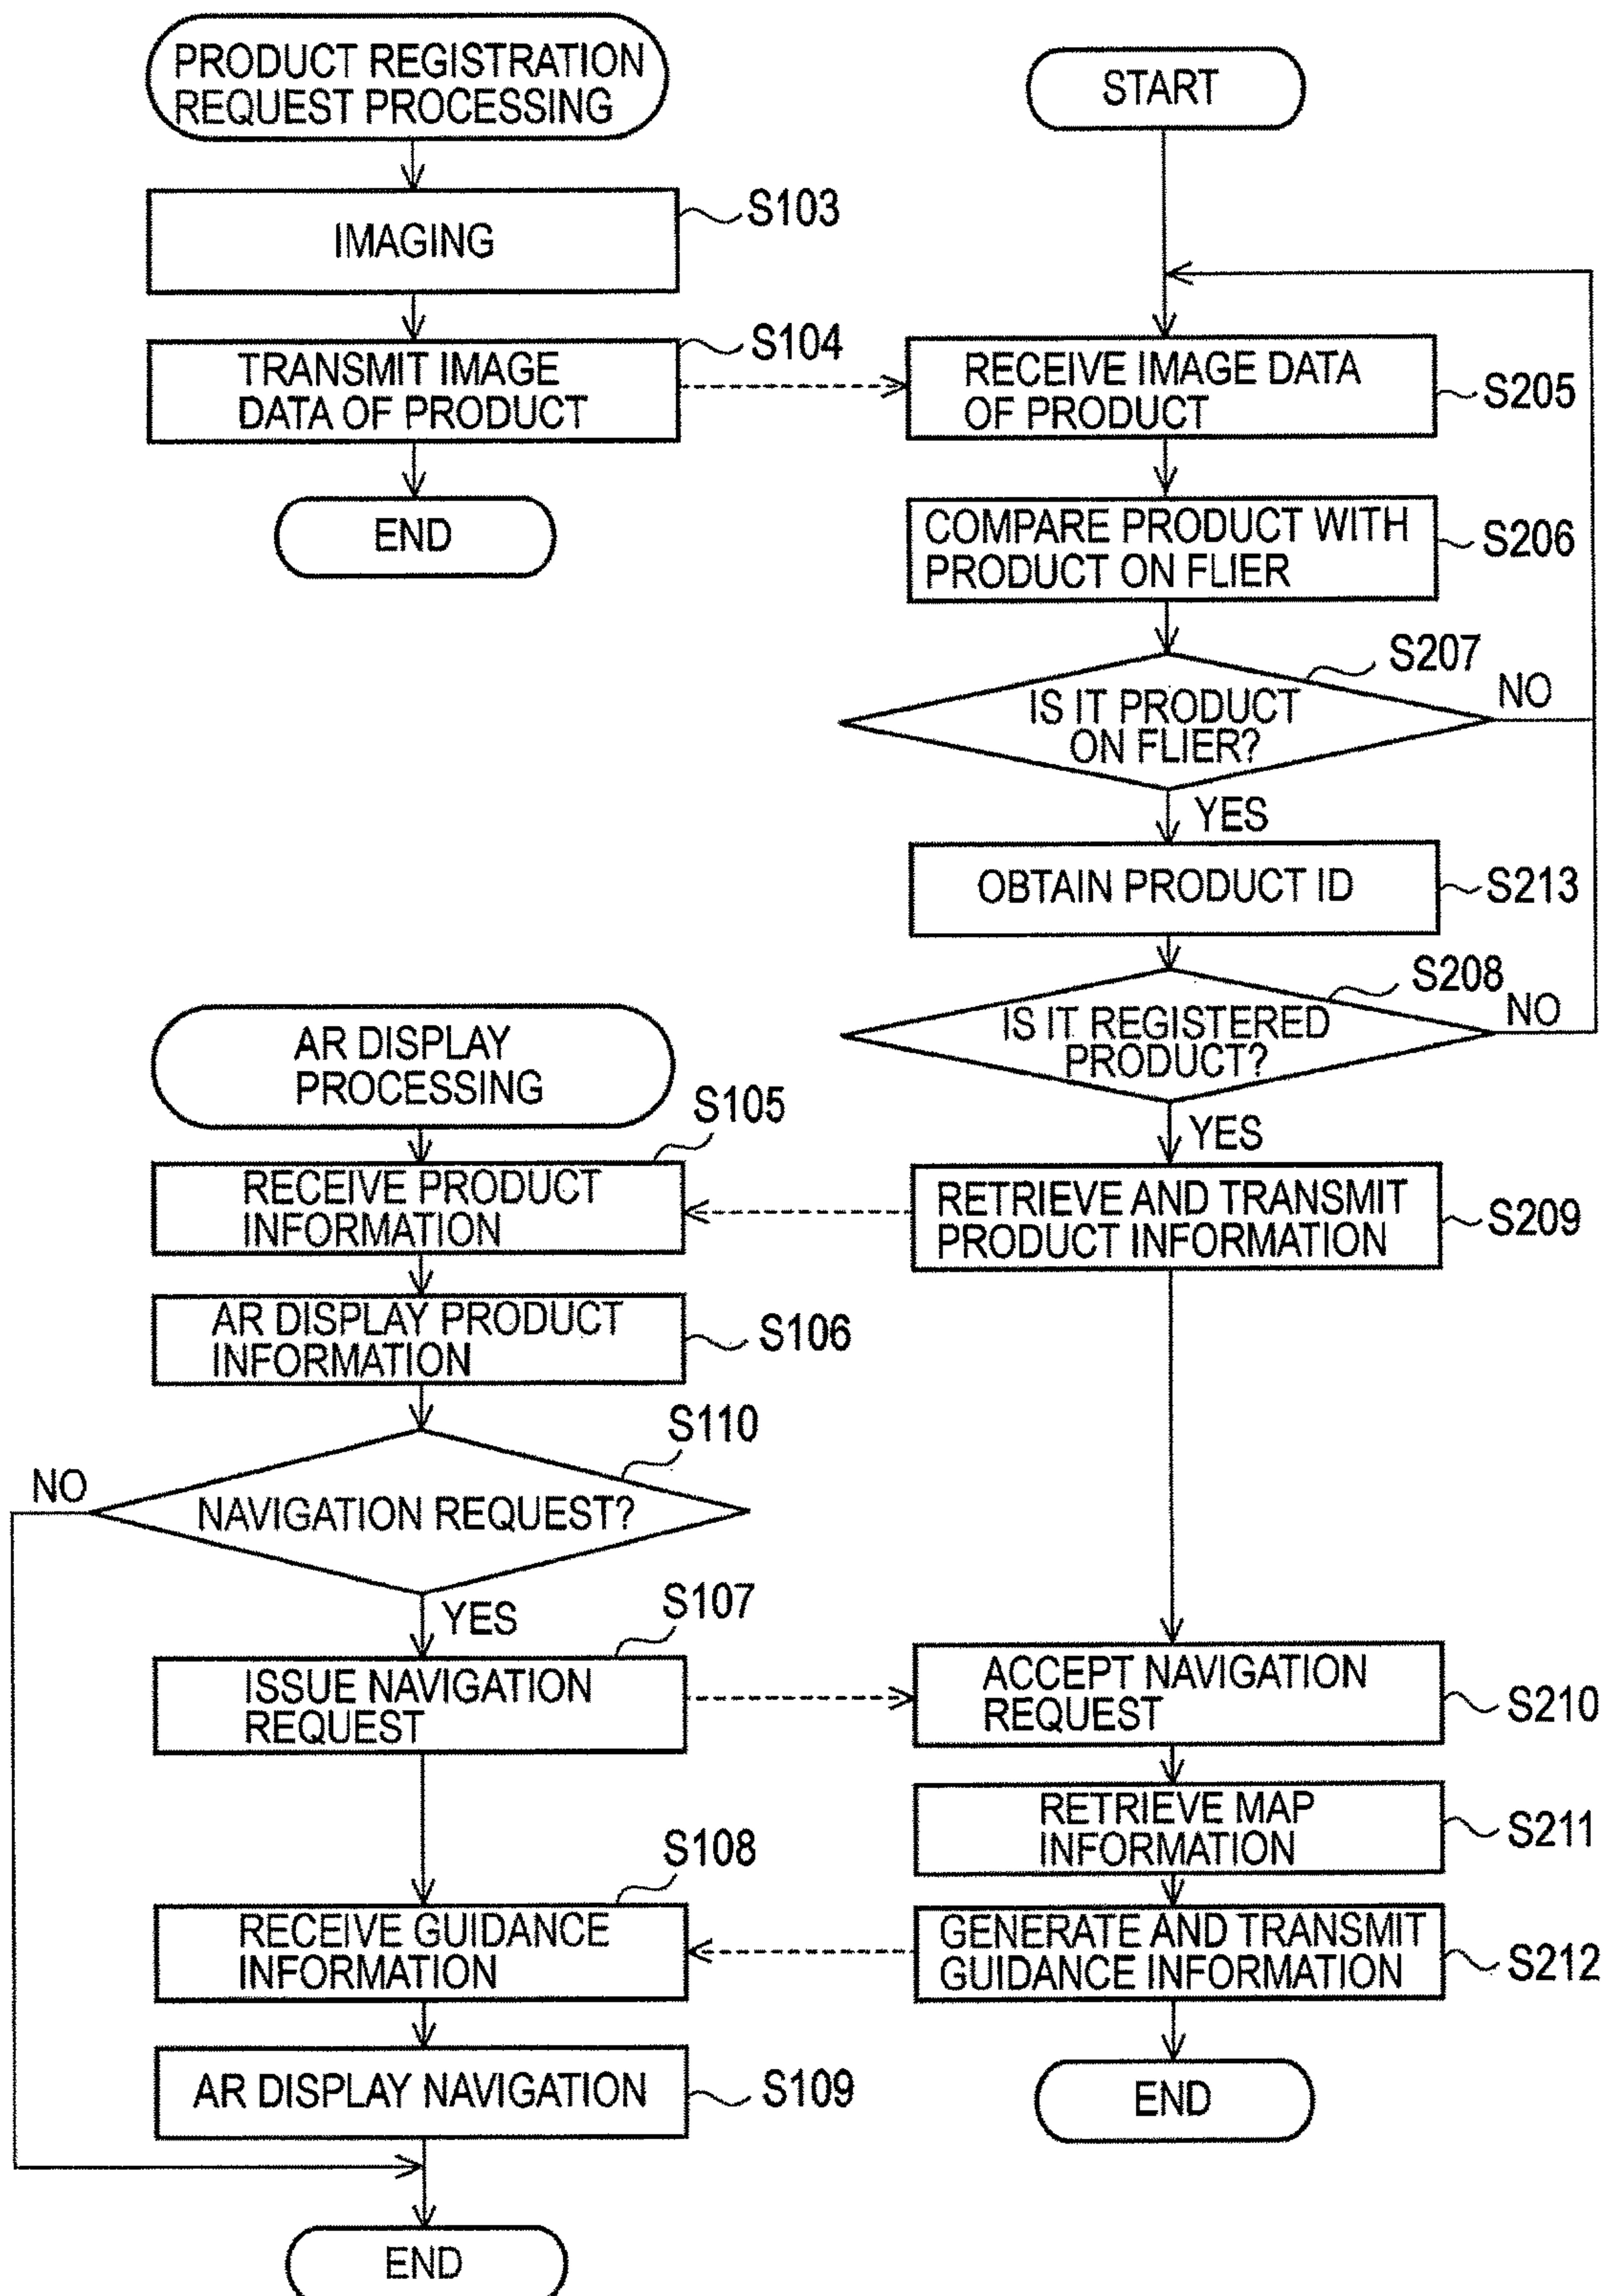 PRODUCT REGISTRATION
REQUEST PROCESSING
S103
IMAGING
S104
TRANSMIT IMAGE
DATA OF PRODUCT
END
START
RECEIVE IMAGE DATA
OF PRODUCT
S205
COMPARE PRODUCT WITH
PRODUCT ON FLIER
S206
S207
IS IT PRODUCT
ON FLIER?
NO
YES
OBTAIN PRODUCT ID
S213
S208
IS IT REGISTERED
PRODUCT?
NO
YES
RETRIEVE AND TRANSMIT
PRODUCT INFORMATION
S209
AR DISPLAY
PROCESSING
S105
RECEIVE PRODUCT
INFORMATION
AR DISPLAY PRODUCT
INFORMATION
S106
S110
NO
NAVIGATION REQUEST?
YES
S107
ISSUE NAVIGATION
REQUEST
ACCEPT NAVIGATION
REQUEST
S210
RETRIEVE MAP
INFORMATION
S211
S108
RECEIVE GUIDANCE
INFORMATION
GENERATE AND TRANSMIT
GUIDANCE INFORMATION
S212
AR DISPLAY NAVIGATION
S109
END
END